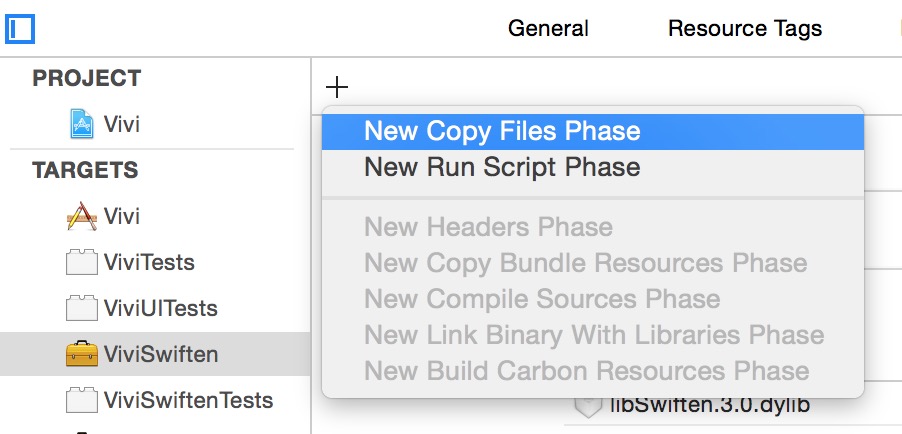 General
Resource Tags
PROJECT
Vivi
TARGETS
Vivi
ViviTests
ViviUITests
ViviSwiften
ViviSwiftenTests
New Copy Files Phase
New Run Script Phase
New Headers Phase
New Copy Bundle Resources Phase
New Compile Sources Phase
New Link Binary With Libraries Phase
New Build Carbon Resources Phase
libSwiften.3.0.dylib